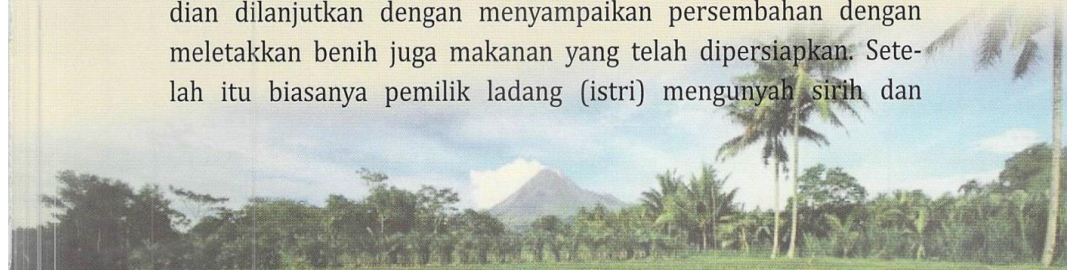 dian dilanjutkan dengan menyampaikan persembahan dengan
meletakkan benih juga makanan yang telah dipersiapkan. Sete-
lah itu biasanya pemilik ladang (istri) mengunyah sirih dan